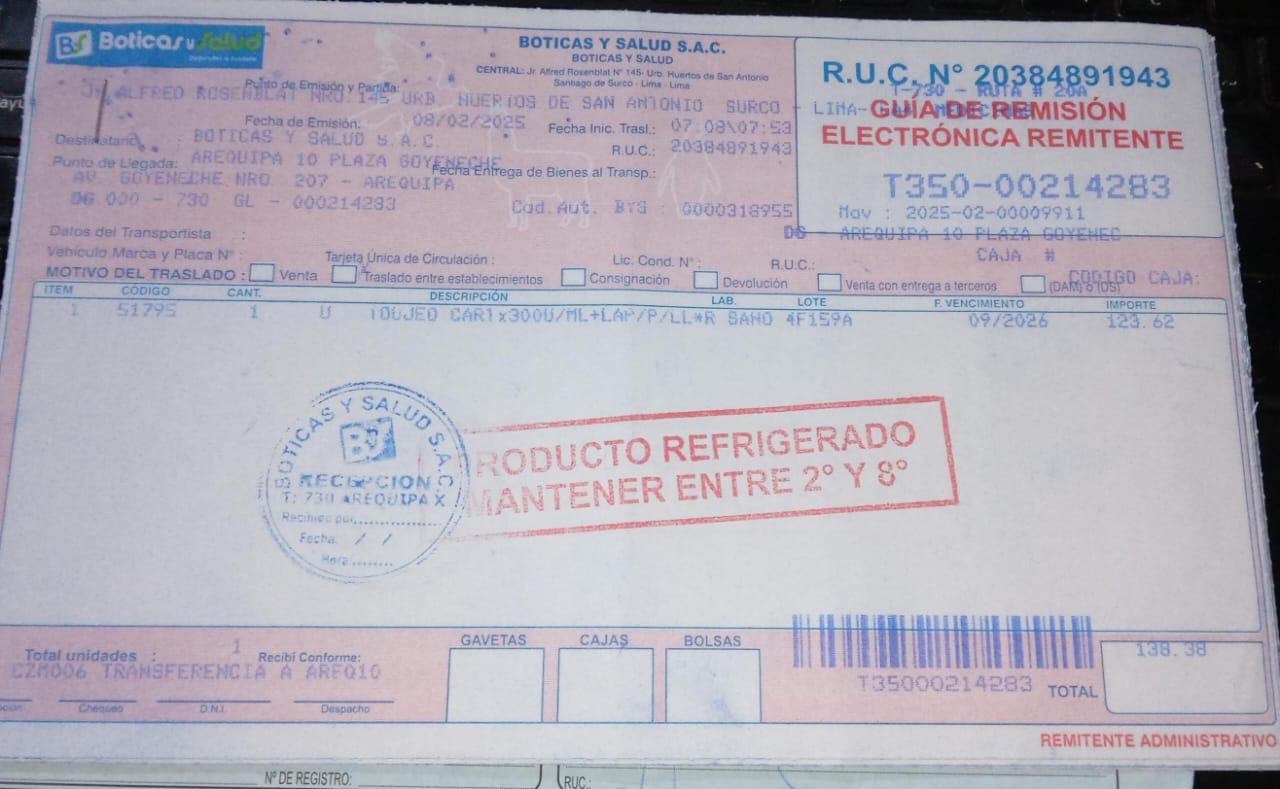 BS Boticas y Salud
BOTICAS Y SALUD S.A.C.
BOTICAS Y SALUD
CENTRAL: Jr. Alfred Rosenblat N° 145- Urb. Huertos de San Antonio
Santiago de Surco - Lima - Lima
R.U.C. N° 20384891943
T-730 - RUTA # 20A
GUÍA DE REMISIÓN
ELECTRÓNICA REMITENTE
T350-00214283
Mov : 2025-02-00009911
DG - AREQUIPA 10 PLAZA GOYENEC
CAJA #
CODIGO CAJA:
Punto de Emisión y Partida:
ALFRED ROSENBLAT NRO. 145 URB. HUERTOS DE SAN ANTONIO SURCO - LIMA-
Fecha de Emisión: 08/02/2025 Fecha Inic. Trasl.: 07:08\07:53
Destinatario : BOTICAS Y SALUD S.A.C. R.U.C.: 20384891943
Punto de Llegada: AREQUIPA 10 PLAZA GOYENECHE
Fecha Entrega de Bienes al Transp.:
AV. GOYENECHE NRO. 207 - AREQUIPA
DG 000 - 730 GL - 000214283 Cod. Aut. BYS : 0000318955
Datos del Transportista :
Vehículo Marca y Placa N° : Tarjeta Única de Circulación : Lic. Cond. N° : R.U.C.:
MOTIVO DEL TRASLADO : Venta Traslado entre establecimientos Consignación Devolución Venta con entrega a terceros (DAM) o (DS)
ITEM CÓDIGO CANT. DESCRIPCIÓN LAB. LOTE F. VENCIMIENTO IMPORTE
1 51795 1 U TOUJEO CAR1x300U/ML+LAP/P/LL*R SANO 4F159A 09/2026 123.62
BOTICAS Y SALUD S.A.C.
BS
RECEPCION
T: 730 AREQUIPA X
Recibido por
Fecha: / /
Hora
PRODUCTO REFRIGERADO
MANTENER ENTRE 2° Y 8°
Total unidades : 1 Recibí Conforme:
CZM006 TRANSFERENCIA A AREQ10
Chequeo D.N.I. Despacho
GAVETAS CAJAS BOLSAS
T35000214283
TOTAL 138.38
REMITENTE ADMINISTRATIVO
Nº DE REGISTRO: RUC: